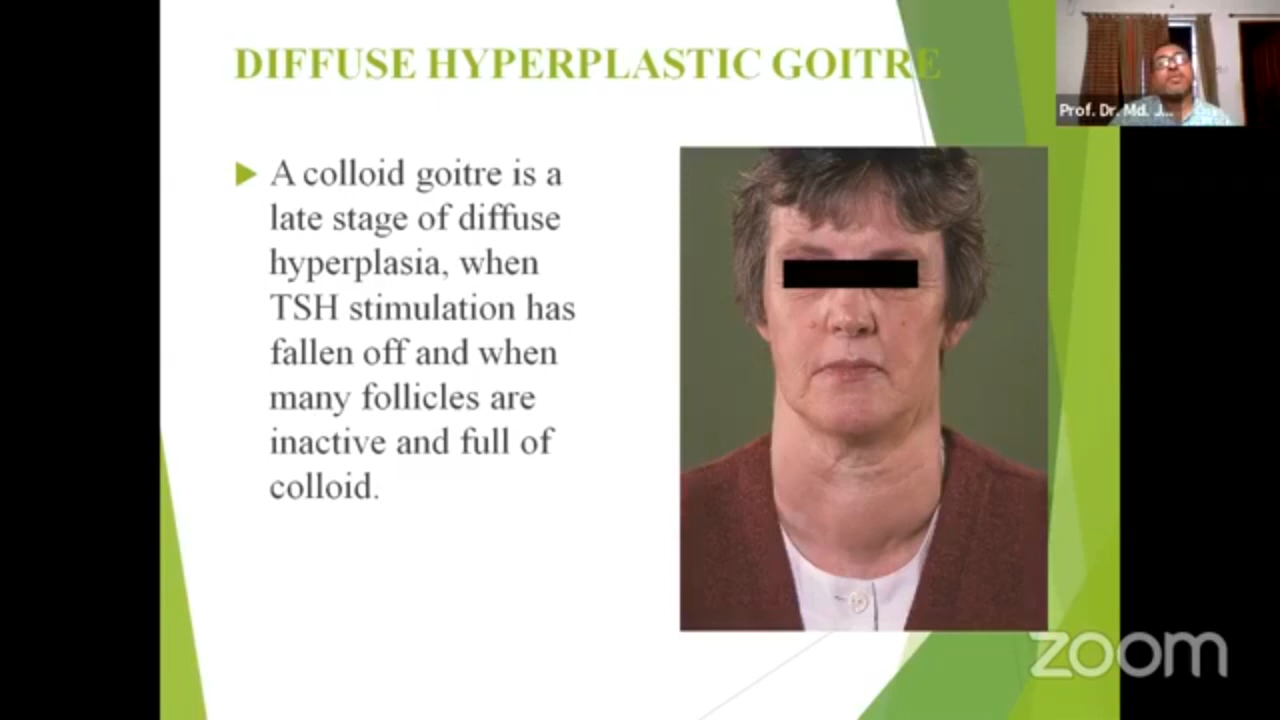 DIFFUSE HYPERPLASTIC GOITRE
Prof. Dr. Md. J...
A colloid goitre is a
late stage of diffuse
hyperplasia, when
TSH stimulation has
fallen off and when
many follicles are
inactive and full of
colloid.
zoom